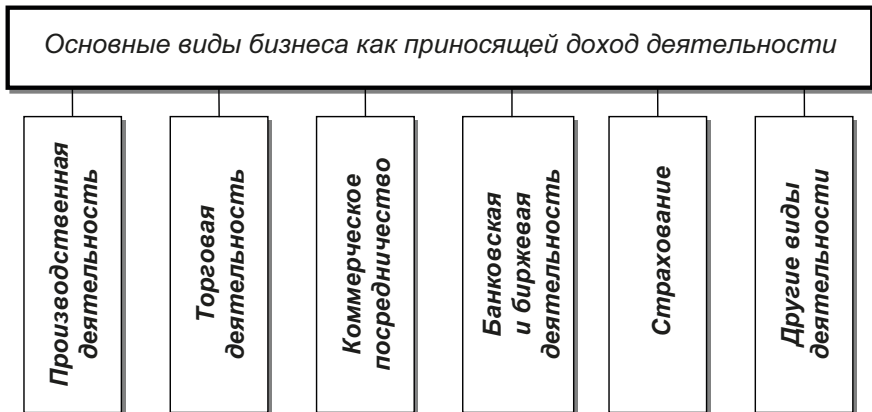 Основные виды бизнеса как приносящей доход деятельности
Производственная
деятельность
Торговая
деятельность
Коммерческое
посредничество
Банковская
и биржевая
деятельность
Страхование
Другие виды
деятельности